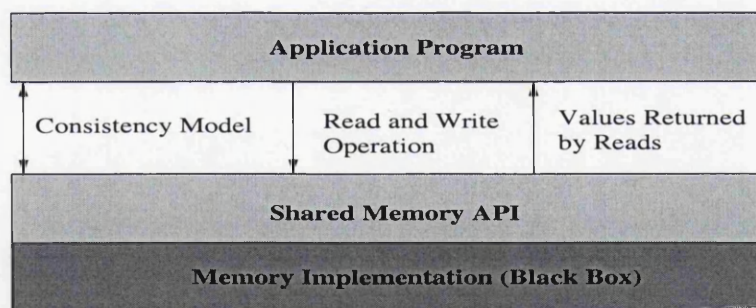 Application Program
Consistency Model
Read and Write
Operation
Values Returned
by Reads
Shared Memory API
Memory Implementation (Black Box)